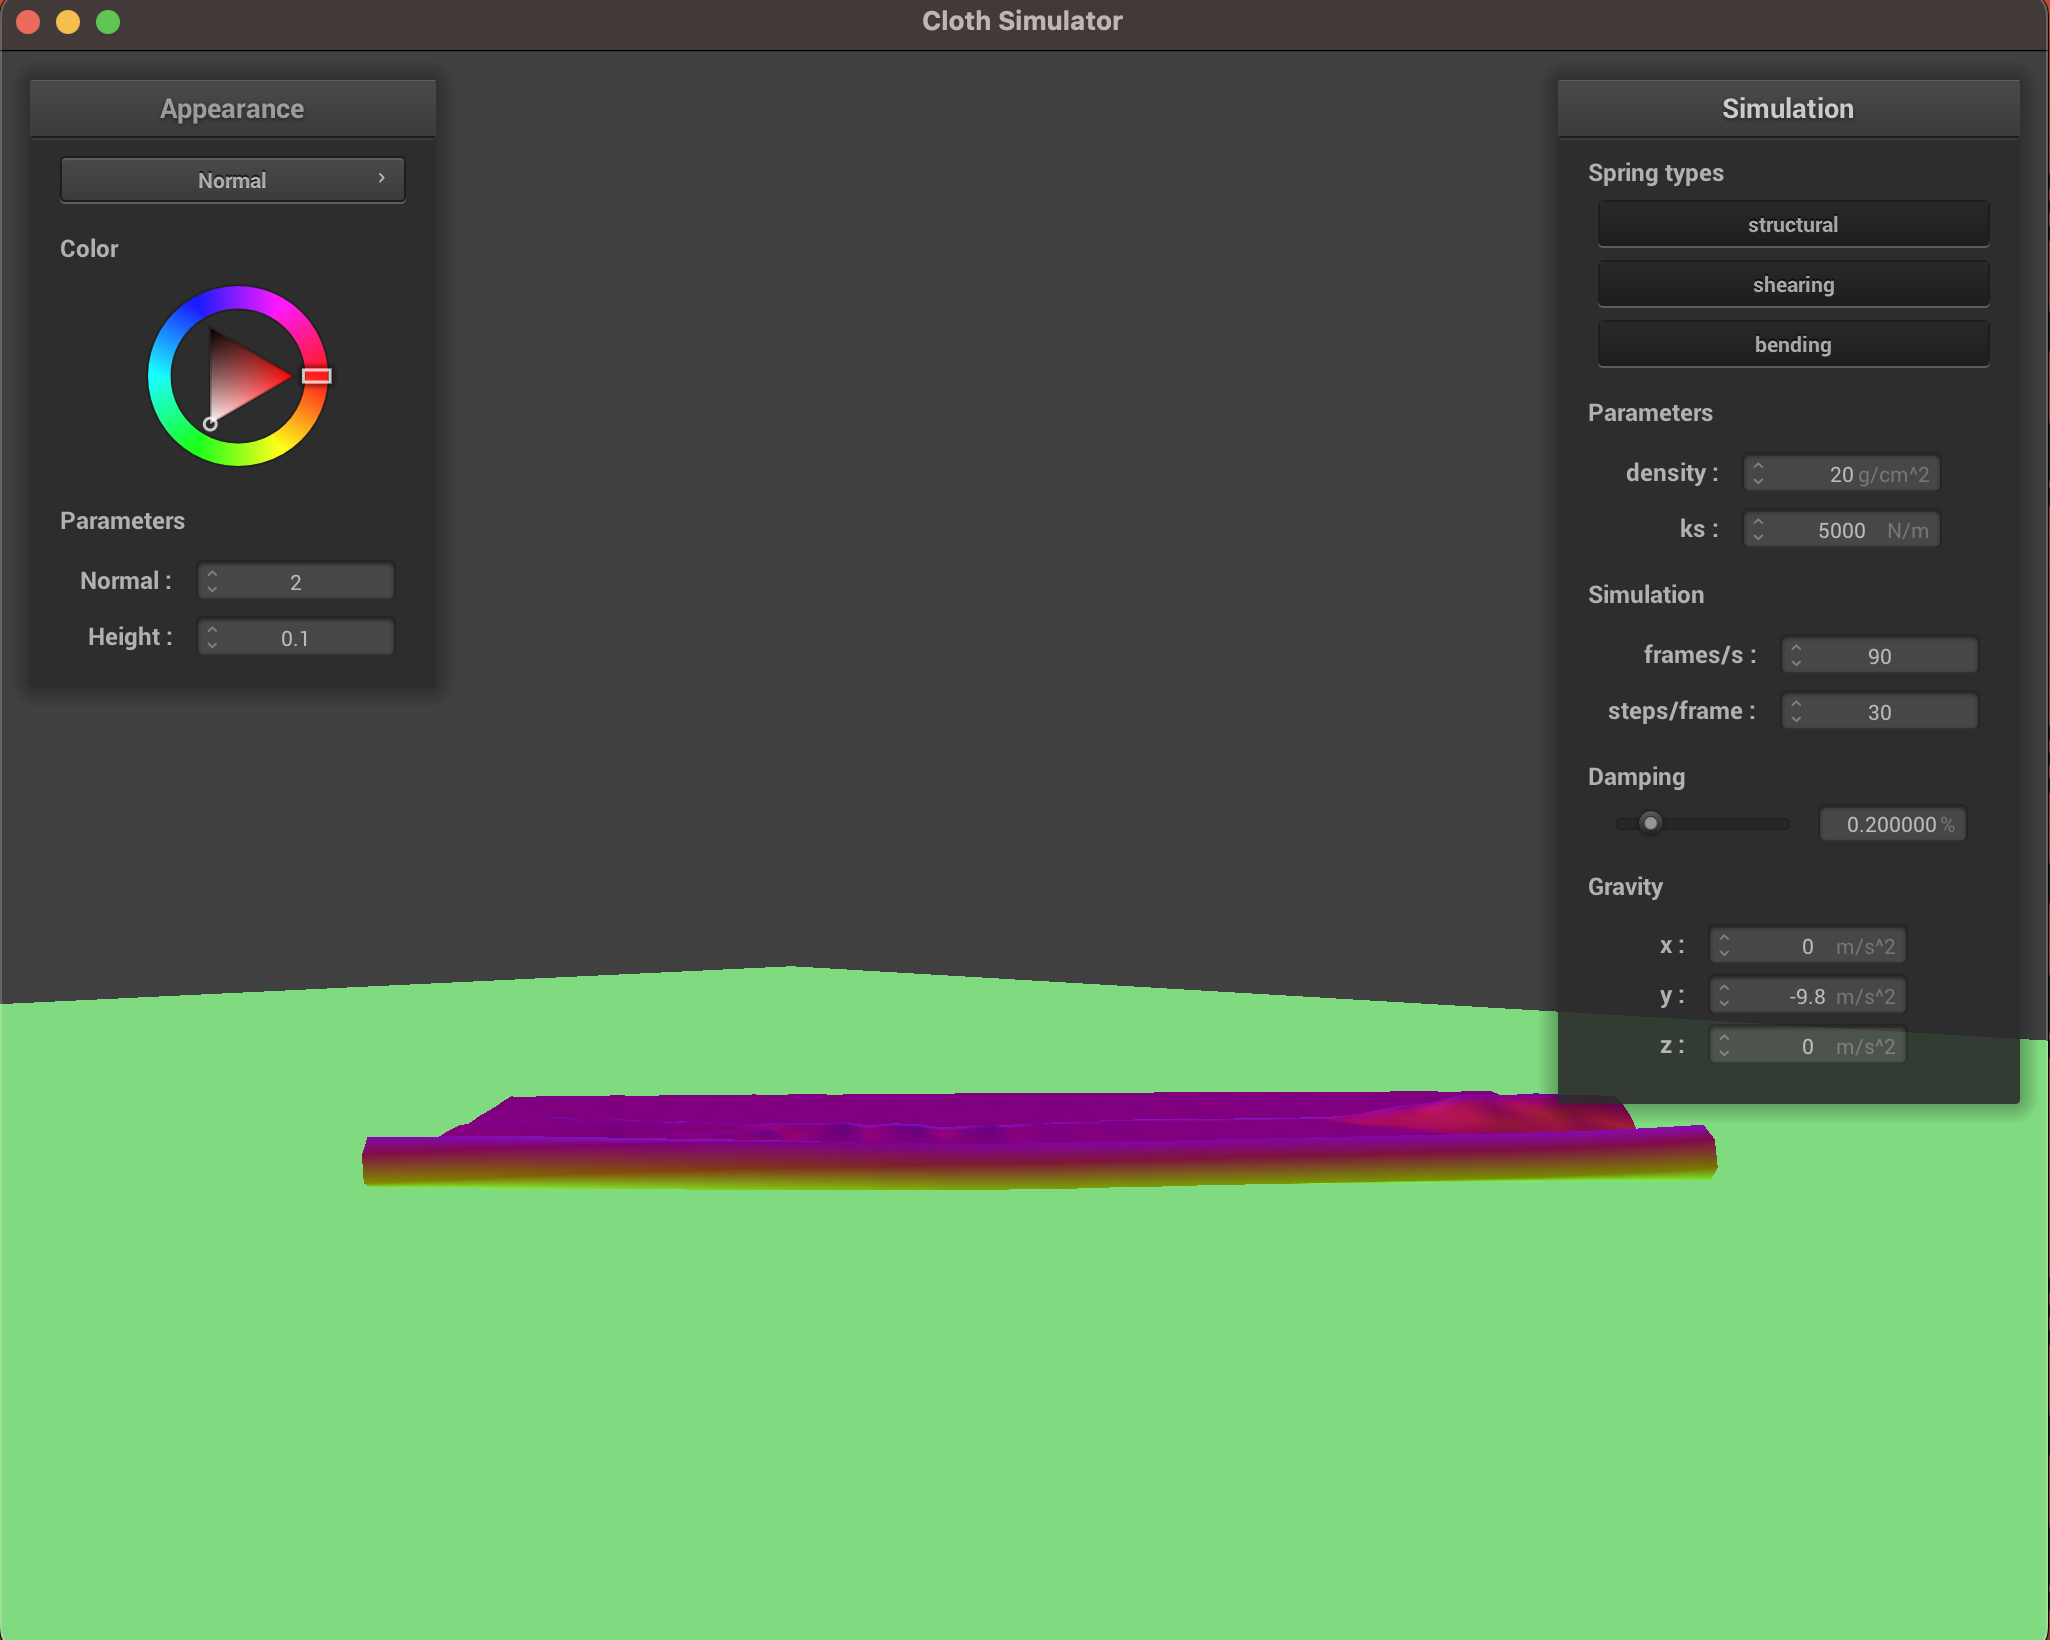 Cloth Simulator
Appearance
Normal
Color
Parameters
Normal : 2
Height : 0.1
Simulation
Spring types
structural
shearing
bending
Parameters
density : 20 g/cm^2
ks : 5000 N/m
Simulation
frames/s : 90
steps/frame : 30
Damping
0.200000 %
Gravity
x : 0 m/s^2
y : -9.8 m/s^2
z : 0 m/s^2